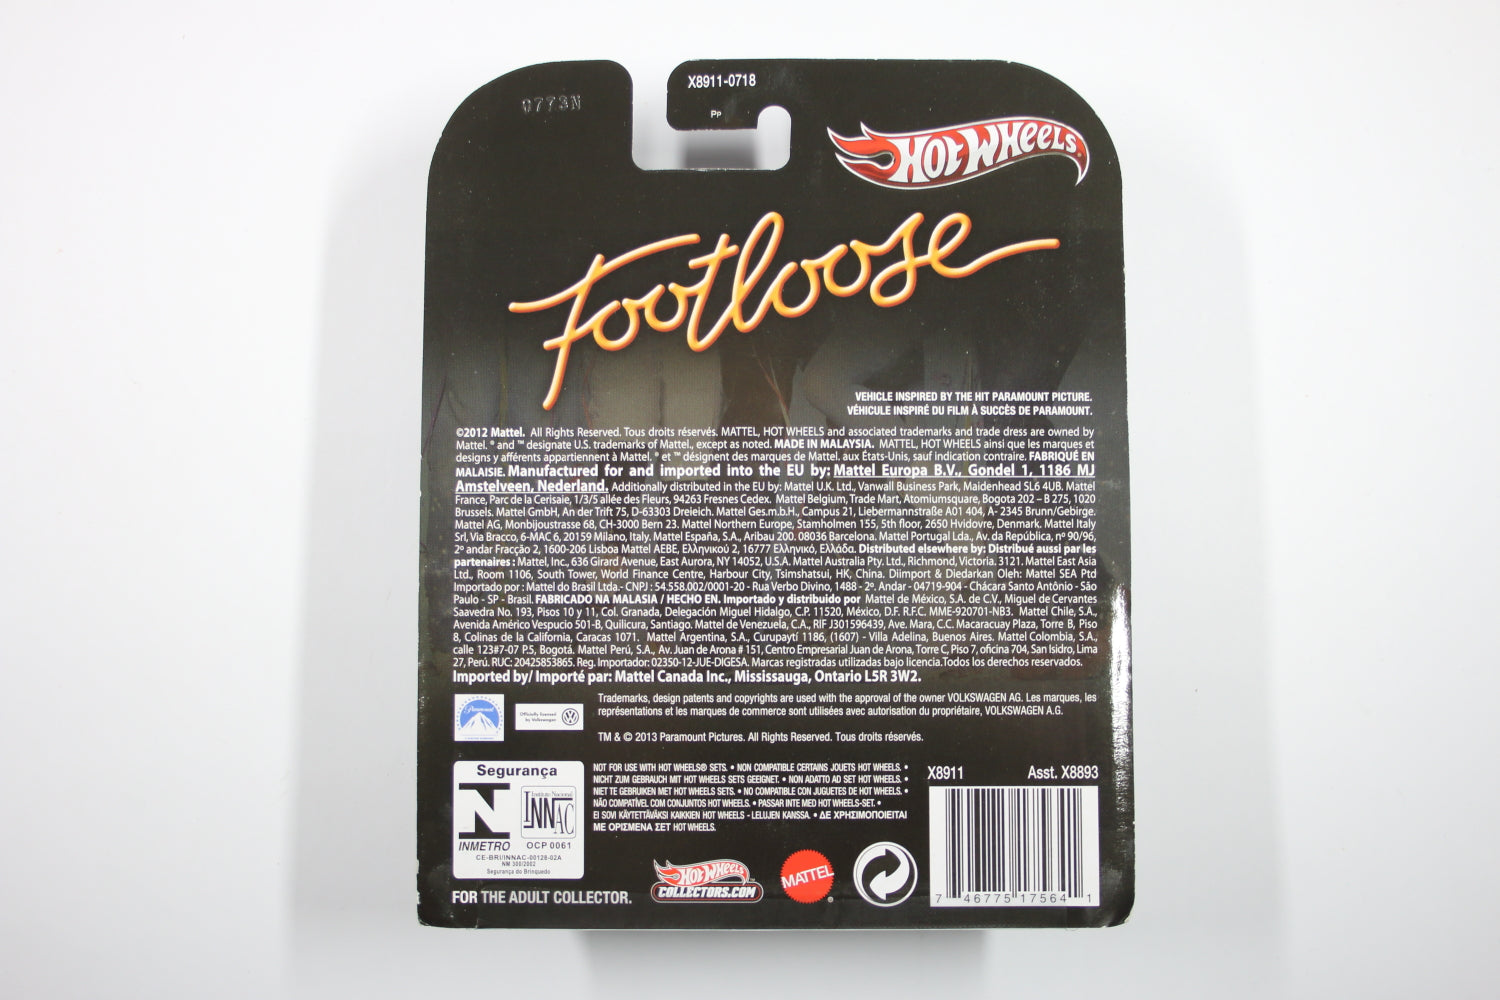 0773N
X8911-0718
PP
HOT WHEELS
Footloose
VEHICLE INSPIRED BY THE HIT PARAMOUNT PICTURE.
VÉHICULE INSPIRÉ DU FILM À SUCCÈS DE PARAMOUNT.
©2012 Mattel. All Rights Reserved. Tous droits réservés. MATTEL, HOT WHEELS and associated trademarks and trade dress are owned by
Mattel. ® and ™ designate U.S. trademarks of Mattel, except as noted. MADE IN MALAYSIA. MATTEL, HOT WHEELS ainsi que les marques et
designs y afférents appartiennent à Mattel. ® et ™ désignent des marques de Mattel. aux États-Unis, sauf indication contraire. FABRIQUÉ EN
MALAISIE. Manufactured for and imported into the EU by: Mattel Europa B.V., Gondel 1, 1186 MJ
Amstelveen, Nederland. Additionally distributed in the EU by: Mattel U.K. Ltd., Vanwall Business Park, Maidenhead SL6 4UB. Mattel
France, Parc de la Cerisaie, 1/3/5 allée des Fleurs, 94263 Fresnes Cedex. Mattel Belgium, Trade Mart, Atomiumsquare, Bogota 202 – B 275, 1020
Brussels. Mattel GmbH, An der Trift 75, D-63303 Dreieich. Mattel Ges.m.b.H., Campus 21, Liebermannstraße A01 404, A- 2345 Brunn/Gebirge.
Mattel AG, Monbijoustrasse 68, CH-3000 Bern 23. Mattel Northern Europe, Stamholmen 155, 5th floor, 2650 Hvidovre, Denmark. Mattel Italy
Srl, Via Bracco, 6-MAC 6, 20159 Milano, Italy. Mattel España, S.A., Aribau 200. 08036 Barcelona. Mattel Portugal Lda., Av. da República, nº 90/96,
2º andar Fracção 2, 1600-206 Lisboa Mattel AEBE, Ελληνικού 2, 16777 Ελληνικό, Ελλάδα. Distributed elsewhere by: Distribué aussi par les
partenaires : Mattel, Inc., 636 Girard Avenue, East Aurora, NY 14052, U.S.A. Mattel Australia Pty. Ltd., Richmond, Victoria. 3121. Mattel East Asia
Ltd., Room 1106, South Tower, World Finance Centre, Harbour City, Tsimshatsui, HK, China. Diimport & Diedarkan Oleh: Mattel SEA Ptd
Importado por : Mattel do Brasil Ltda.- CNPJ : 54.558.002/0001-20 - Rua Verbo Divino, 1488 - 2º. Andar - 04719-904 - Chácara Santo Antônio - São
Paulo - SP - Brasil. FABRICADO NA MALASIA / HECHO EN. Importado y distribuido por Mattel de México, S.A. de C.V., Miguel de Cervantes
Saavedra No. 193, Pisos 10 y 11, Col. Granada, Delegación Miguel Hidalgo, C.P. 11520, México, D.F. R.F.C. MME-920701-NB3. Mattel Chile, S.A.,
Avenida Américo Vespucio 501-B, Quilicura, Santiago. Mattel de Venezuela, C.A., RIF J301596439, Ave. Mara, C.C. Macaracuay Plaza, Torre B, Piso
8, Colinas de la California, Caracas 1071. Mattel Argentina, S.A., Curupaytí 1186, (1607) - Villa Adelina, Buenos Aires. Mattel Colombia, S.A.,
calle 123#7-07 P.5, Bogotá. Mattel Perú, S.A., Av. Juan de Arona # 151, Centro Empresarial Juan de Arona, Torre C, Piso 7, oficina 704, San Isidro, Lima
27, Perú. RUC: 20425853865. Reg. Importador: 02350-12-JUE-DIGESA. Marcas registradas utilizadas bajo licencia.Todos los derechos reservados.
Imported by/ Importé par: Mattel Canada Inc., Mississauga, Ontario L5R 3W2.
Paramount
Officially licensed
by Volkswagen
Trademarks, design patents and copyrights are used with the approval of the owner VOLKSWAGEN AG. Les marques, les
représentations et les marques de commerce sont utilisées avec autorisation du propriétaire, VOLKSWAGEN A.G.
TM & © 2013 Paramount Pictures. All Rights Reserved. Tous droits réservés.
Segurança
INMETRO
Instituto Nacional
INNAC
OCP 0061
CE-BRI/INNAC-00128-02A
NM 300/2002
Segurança do Brinquedo
NOT FOR USE WITH HOT WHEELS® SETS. • NON COMPATIBLE CERTAINS JOUETS HOT WHEELS. •
NICHT ZUM GEBRAUCH MIT HOT WHEELS SETS GEEIGNET. • NON ADATTO AD SET HOT WHEELS. •
NIET TE GEBRUIKEN MET HOT WHEELS SETS. • NO COMPATIBLE CON JUGUETES DE HOT WHEELS. •
NÃO COMPATÍVEL COM CONJUNTOS HOT WHEELS. • PASSAR INTE MED HOT WHEELS-SET. •
EI SOVI KÄYTETTÄVÄKSI KAIKKIEN HOT WHEELS - LELUJEN KANSSA. • ΔΕ ΧΡΗΣΙΜΟΠΟΙΕΙΤΑΙ
ΜΕ ΟΡΙΣΜΕΝΑ ΣΕΤ HOT WHEELS.
X8911 Asst. X8893
FOR THE ADULT COLLECTOR.
HOT WHEELS
COLLECTORS.COM
MATTEL
7 46775 17564 1